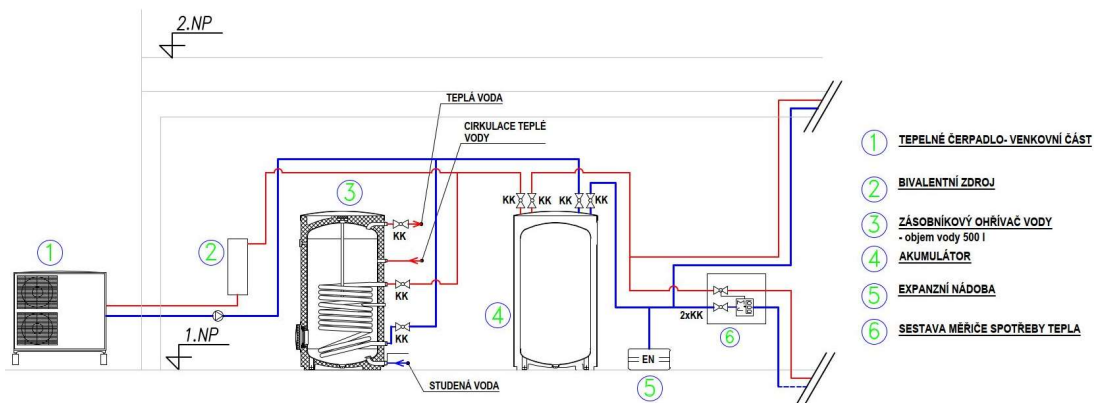 2.NP
TEPLÁ VODA
CIRKULACE TEPLÉ
VODY
1
TEPELNÉ ČERPADLO- VENKOVNÍ ČÁST
2
BIVALENTNÍ ZDROJ
3
ZÁSOBNÍKOVÝ OHŘÍVAČ VODY
- objem vody 500 l
4
AKUMULÁTOR
5
EXPANZNÍ NÁDOBA
6
SESTAVA MĚŘIČE SPOTŘEBY TEPLA
3
KK
KK
KK
KK
KK
1
2
KK
4
2xKK
6
1.NP
KK
EN
5
STUDENÁ VODA